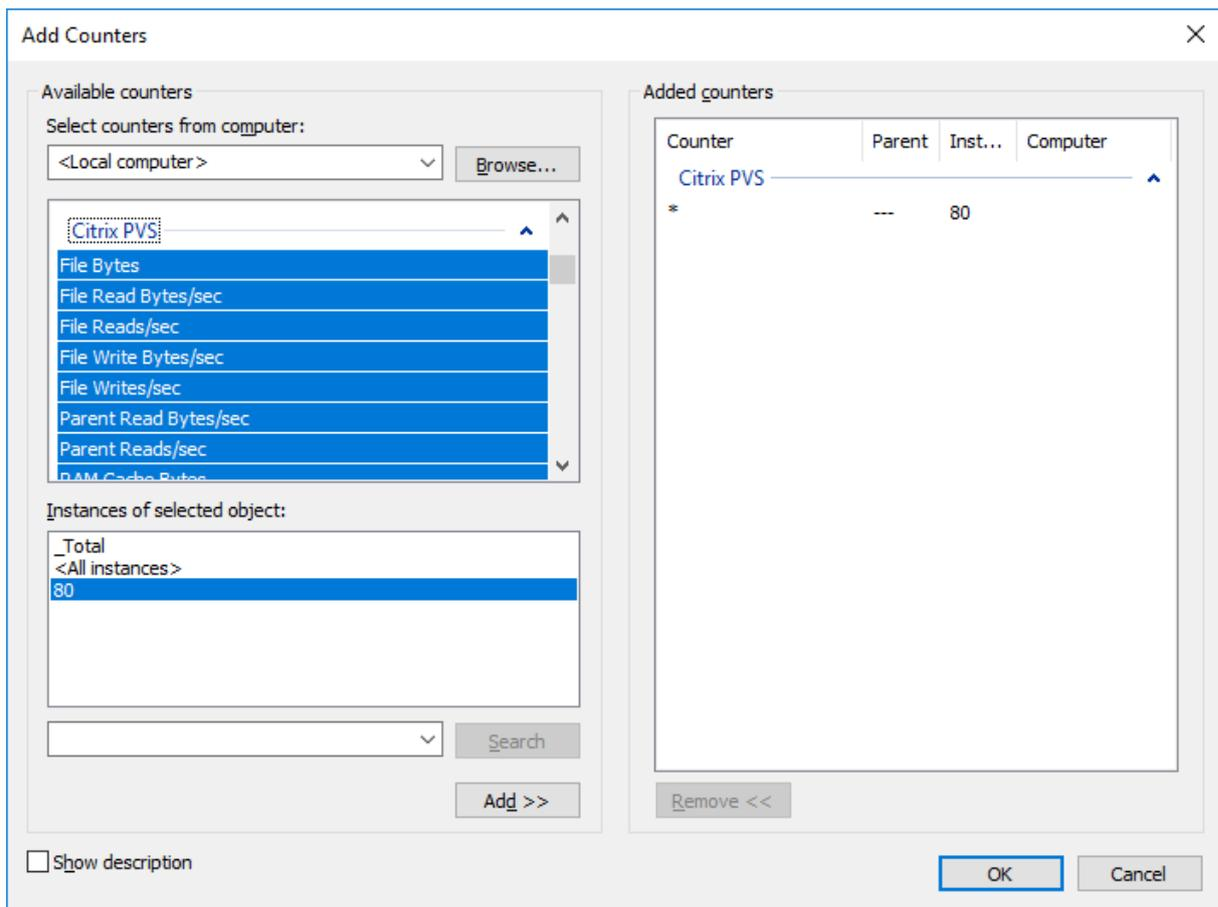 Add Counters
Available counters
Select counters from computer:
<Local computer>
Browse...
Citrix PVS
File Bytes
File Read Bytes/sec
File Reads/sec
File Write Bytes/sec
File Writes/sec
Parent Read Bytes/sec
Parent Reads/sec
RAM Cache Bytes
Instances of selected object:
_Total
<All instances>
80
Search
Add >>
Show description
Added counters
Counter Parent Inst... Computer
Citrix PVS
* --- 80
Remove <<
OK Cancel